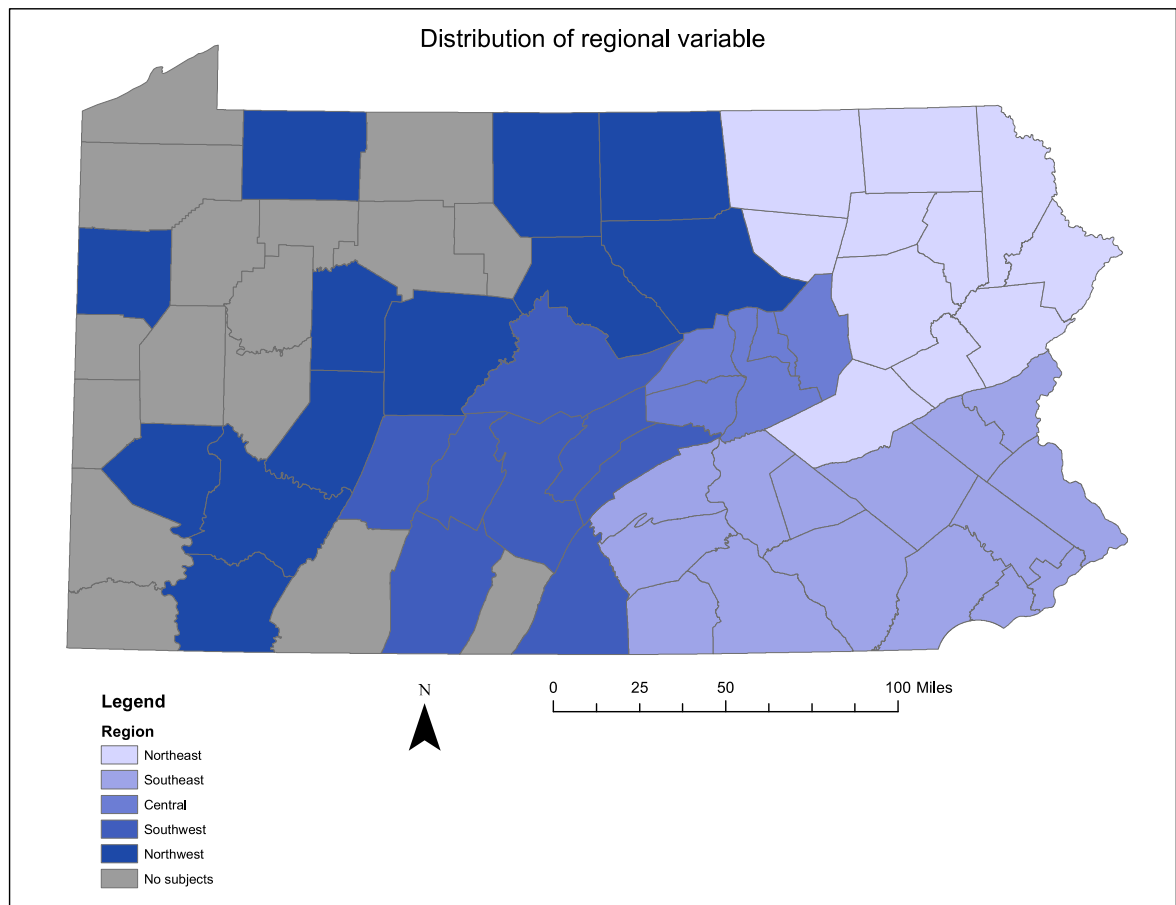 Distribution of regional variable
Legend
Region
Northeast
Southeast
Central
Southwest
Northwest
No subjects
N
0 25 50 100 Miles